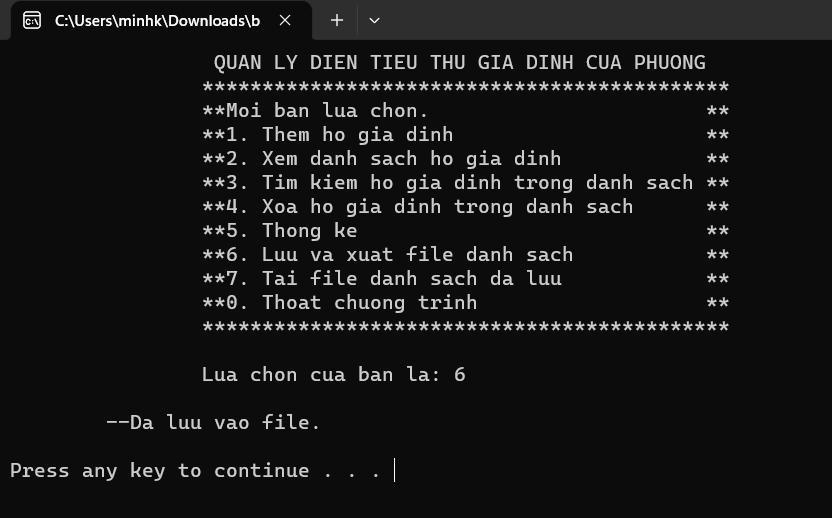 C:\Users\minhk\Downloads\b
QUAN LY DIEN TIEU THU GIA DINH CUA PHUONG
********************************************
**Moi ban lua chon. **
**1. Them ho gia dinh **
**2. Xem danh sach ho gia dinh **
**3. Tim kiem ho gia dinh trong danh sach **
**4. Xoa ho gia dinh trong danh sach **
**5. Thong ke **
**6. Luu va xuat file danh sach **
**7. Tai file danh sach da luu **
**0. Thoat chuong trinh **
********************************************
Lua chon cua ban la: 6
--Da luu vao file.
Press any key to continue . . .